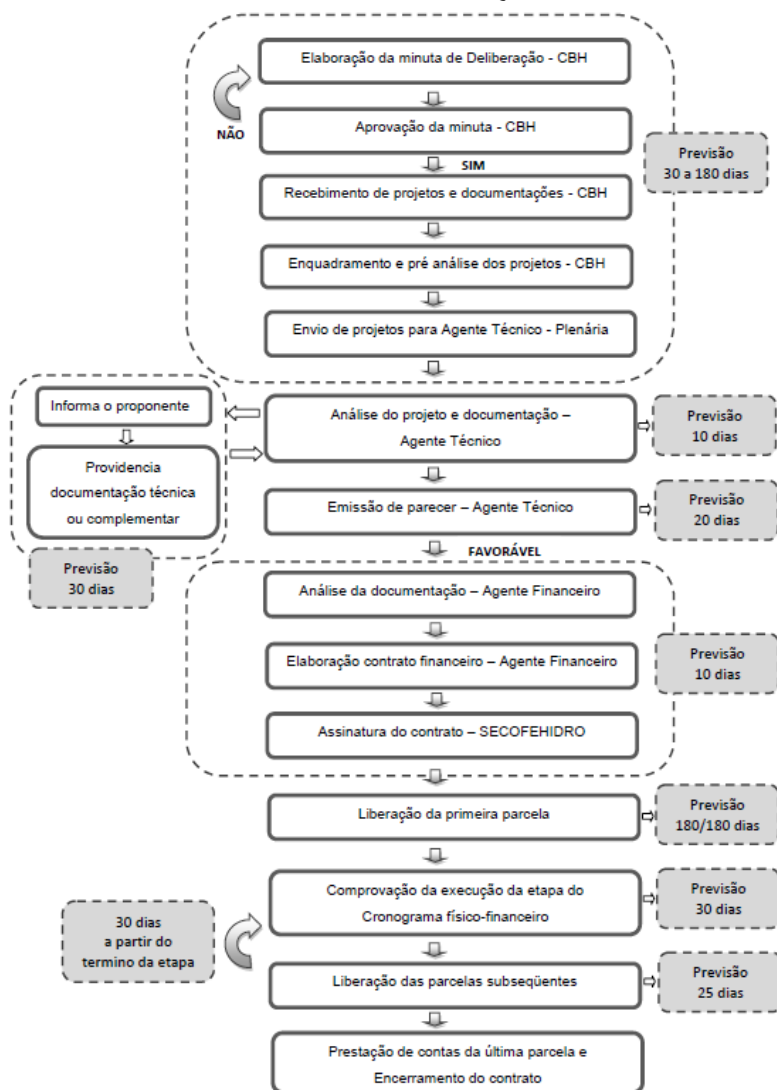 Elaboração da minuta de Deliberação - CBH
NÃO
Aprovação da minuta - CBH
SIM
Previsão
30 a 180 dias
Recebimento de projetos e documentações - CBH
Enquadramento e pré análise dos projetos - CBH
Envio de projetos para Agente Técnico - Plenária
Informa o proponente
Providencia
documentação técnica
ou complementar
Previsão
30 dias
Análise do projeto e documentação –
Agente Técnico
Previsão
10 dias
Emissão de parecer – Agente Técnico
Previsão
20 dias
FAVORÁVEL
Análise da documentação – Agente Financeiro
Elaboração contrato financeiro – Agente Financeiro
Previsão
10 dias
Assinatura do contrato – SECOFEHIDRO
Liberação da primeira parcela
Previsão
180/180 dias
Comprovação da execução da etapa do
Cronograma físico-financeiro
Previsão
30 dias
30 dias
a partir do
termino da etapa
Liberação das parcelas subseqüentes
Previsão
25 dias
Prestação de contas da última parcela e
Encerramento do contrato